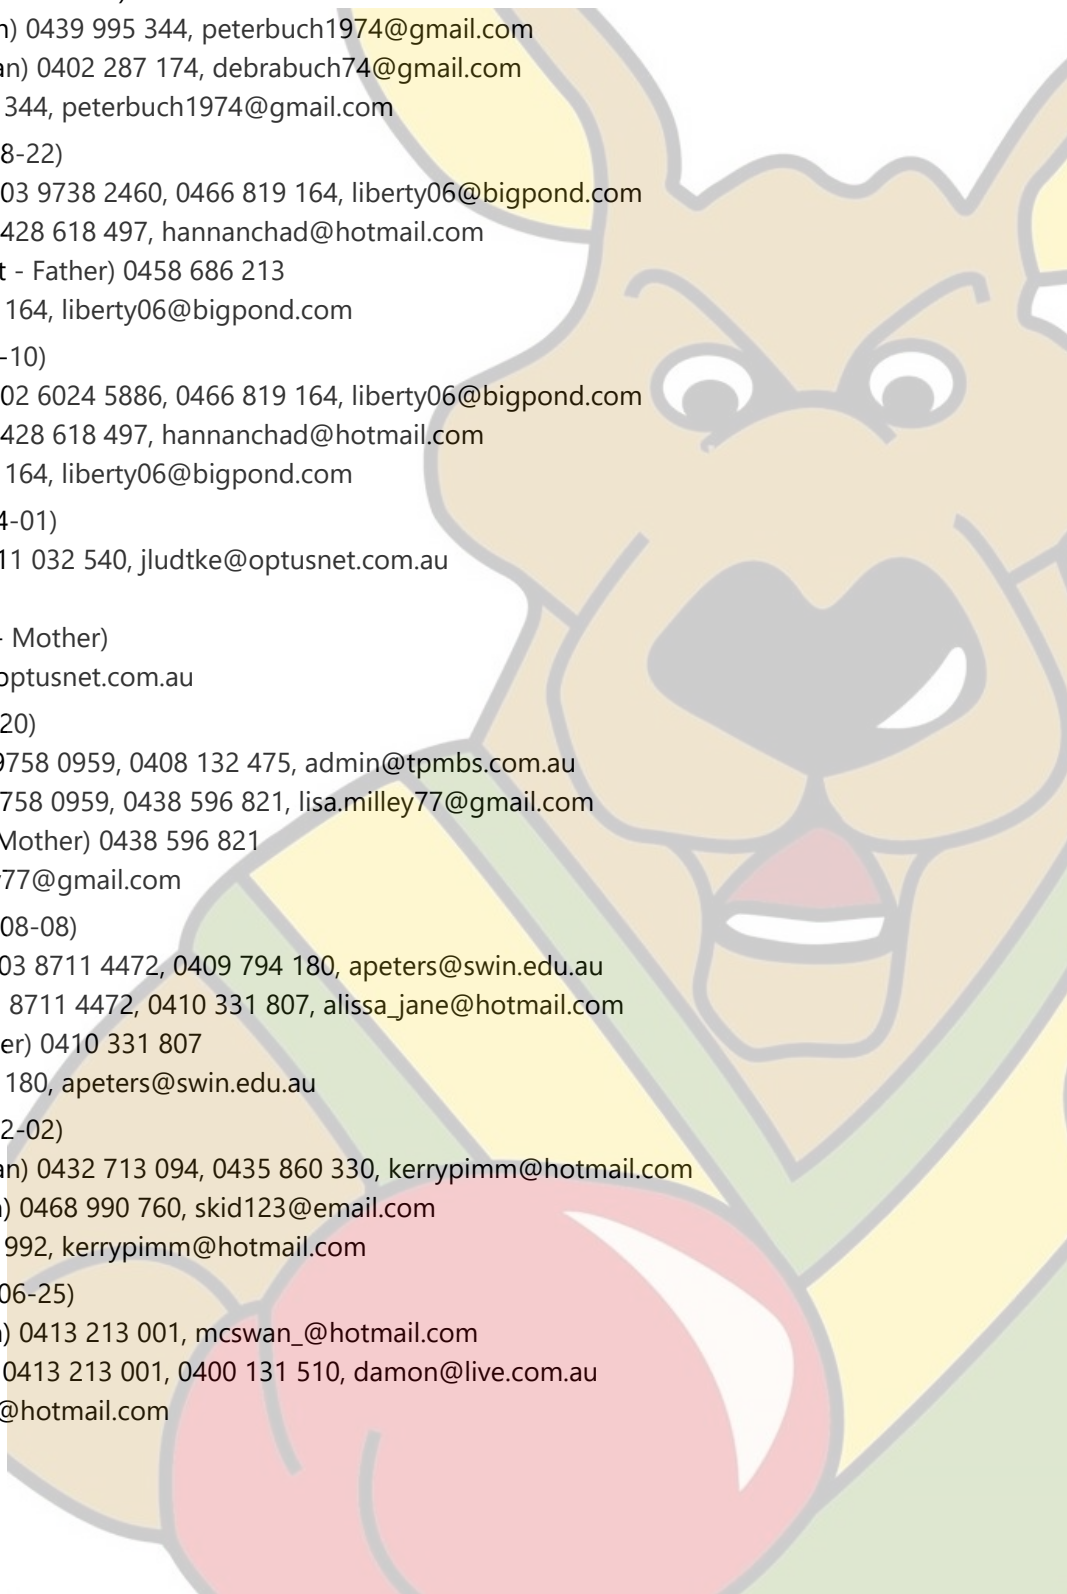 n) 0439 995 344, peterbuch1974@gmail.com
an) 0402 287 174, debrabuch74@gmail.com
344, peterbuch1974@gmail.com
8-22)
03 9738 2460, 0466 819 164, liberty06@bigpond.com
428 618 497, hannanchad@hotmail.com
t - Father) 0458 686 213
164, liberty06@bigpond.com
-10)
02 6024 5886, 0466 819 164, liberty06@bigpond.com
428 618 497, hannanchad@hotmail.com
164, liberty06@bigpond.com
4-01)
11 032 540, jludtke@optusnet.com.au
- Mother)
optusnet.com.au
20)
9758 0959, 0408 132 475, admin@tpmbs.com.au
758 0959, 0438 596 821, lisa.milley77@gmail.com
Mother) 0438 596 821
77@gmail.com
08-08)
03 8711 4472, 0409 794 180, apeters@swin.edu.au
8711 4472, 0410 331 807, alissa_jane@hotmail.com
er) 0410 331 807
180, apeters@swin.edu.au
2-02)
an) 0432 713 094, 0435 860 330, kerrypimm@hotmail.com
) 0468 990 760, skid123@email.com
992, kerrypimm@hotmail.com
06-25)
) 0413 213 001, mcswan_@hotmail.com
0413 213 001, 0400 131 510, damon@live.com.au
@hotmail.com